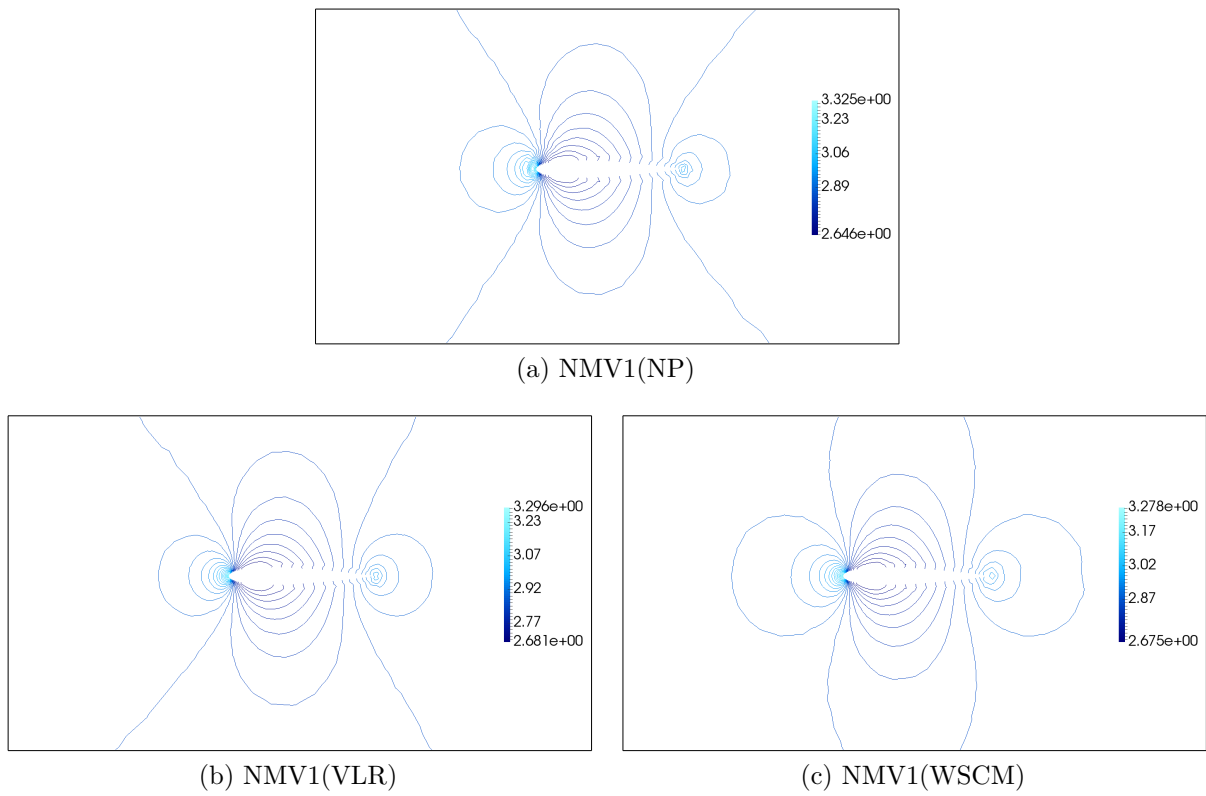 3.325e+00
3.23
3.06
2.89
2.646e+00
(a) NMV1(NP)
3.296e+00
3.23
3.07
2.92
2.77
2.681e+00
(b) NMV1(VLR)
3.278e+00
3.17
3.02
2.87
2.675e+00
(c) NMV1(WSCM)